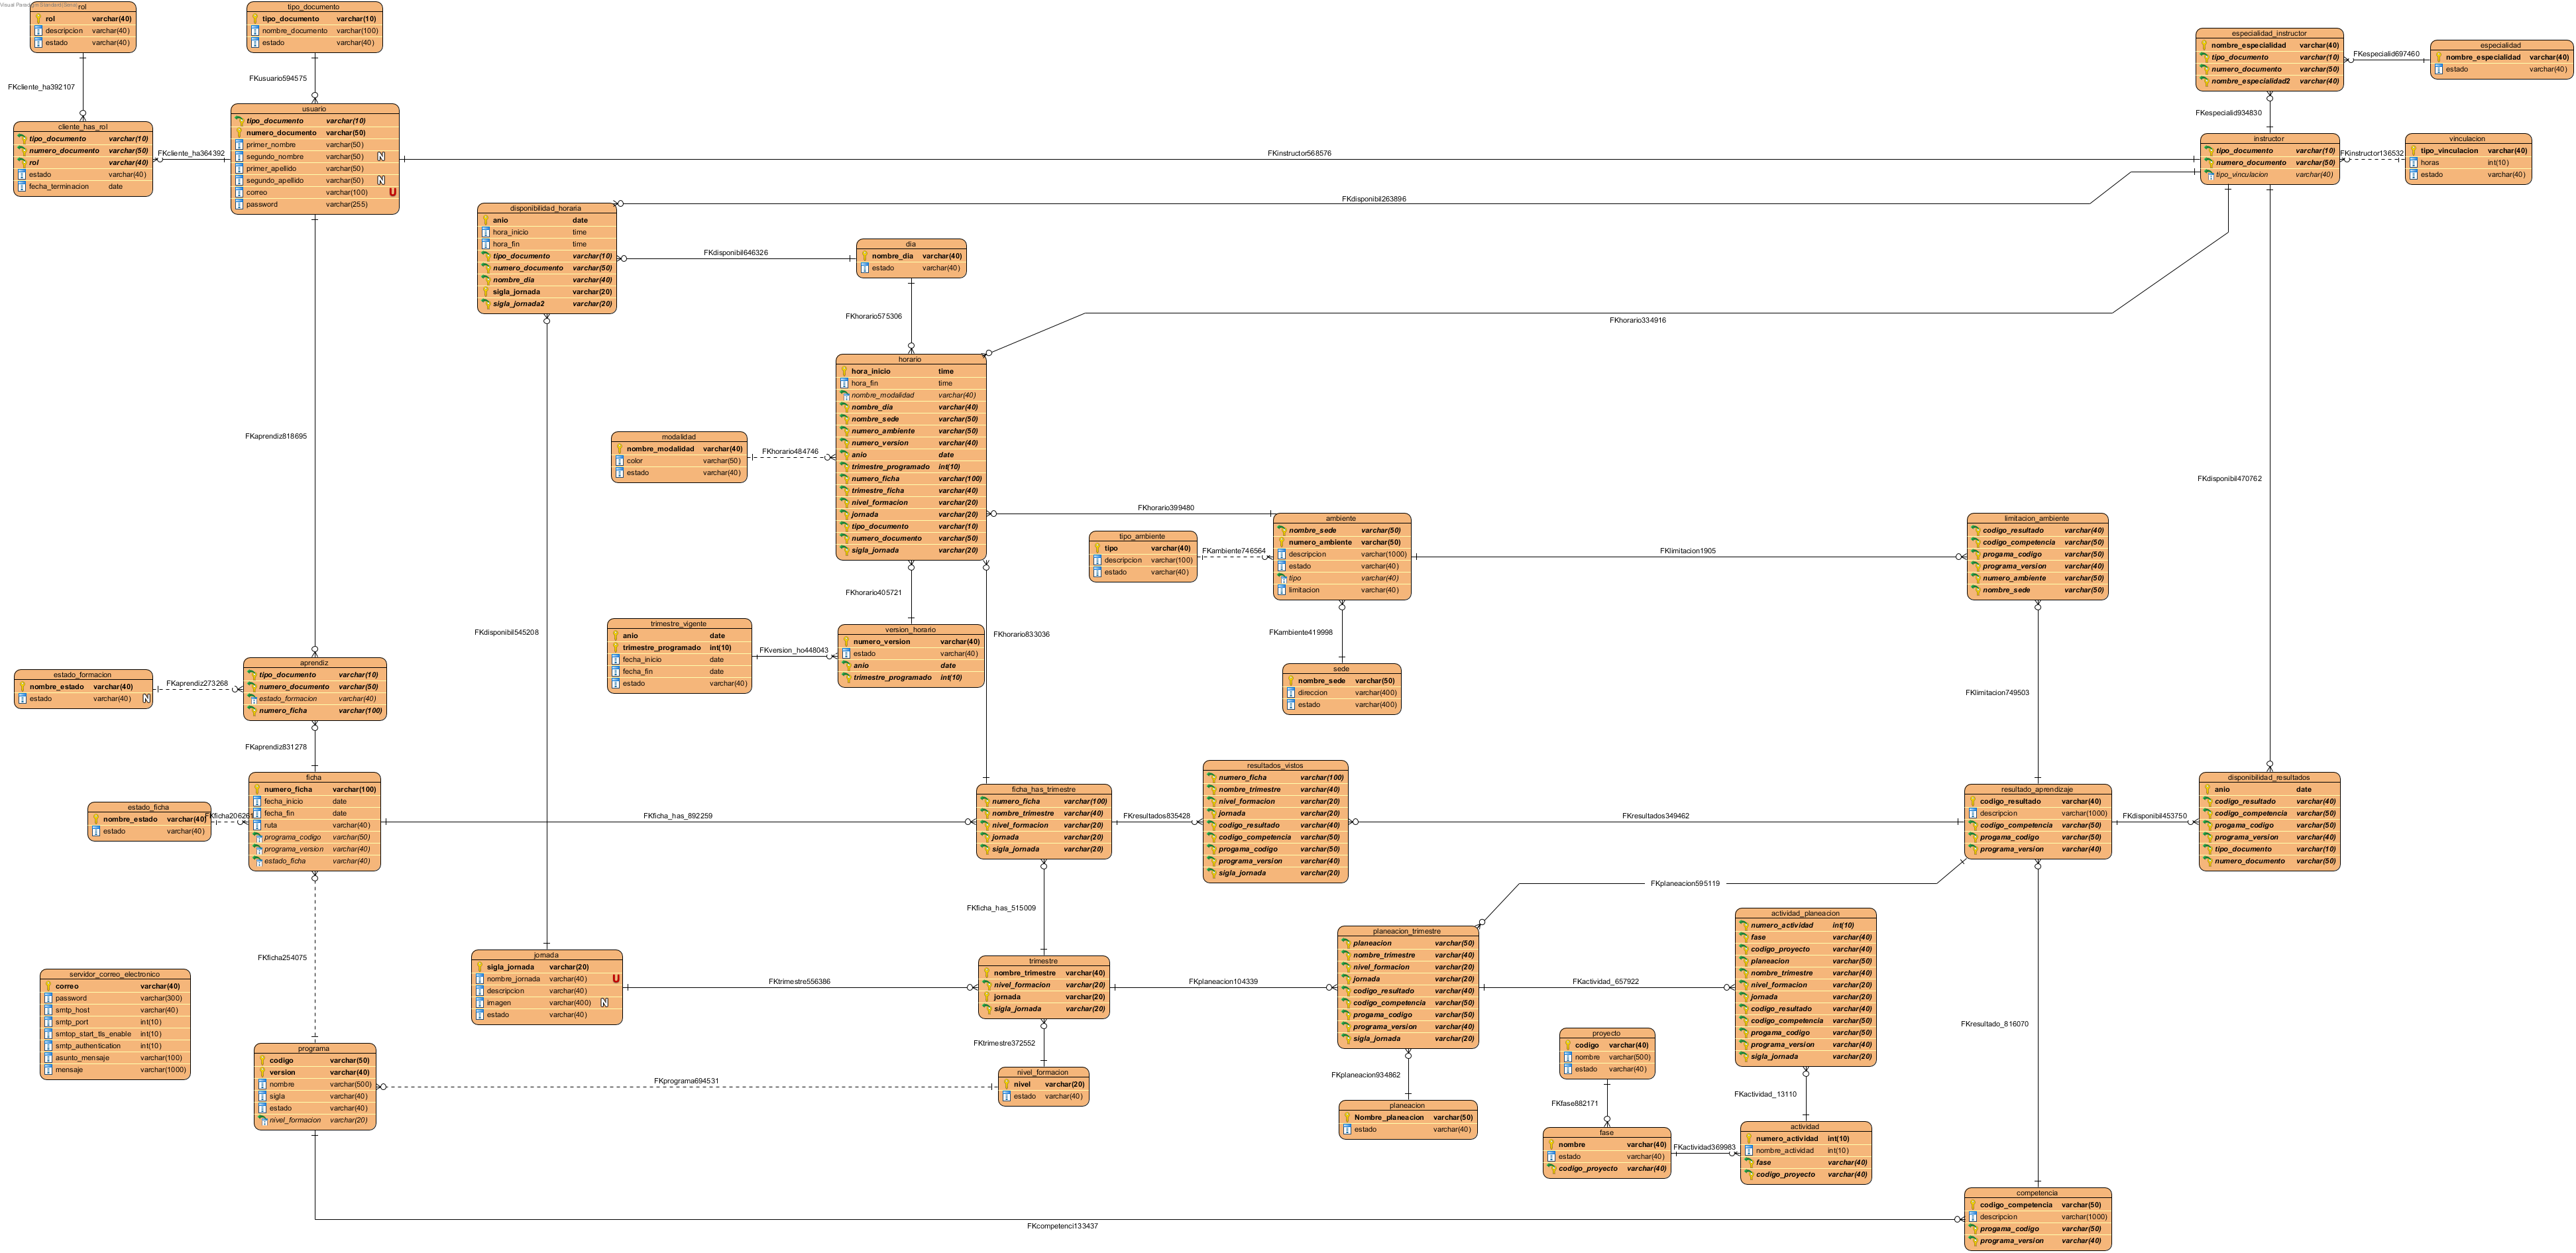 Visual Paradigm Standard(Sena)
rol
rol varchar(40)
descripcion varchar(40)
estado varchar(40)
tipo_documento
tipo_documento varchar(10)
nombre_documento varchar(100)
estado varchar(40)
especialidad_instructor
nombre_especialidad varchar(40)
tipo_documento varchar(10)
numero_documento varchar(50)
nombre_especialidad2 varchar(40)
FKespecialid697460
especialidad
nombre_especialidad varchar(40)
estado varchar(40)
FKcliente_ha392107
FKusuario594575
FKespecialid934830
cliente_has_rol
tipo_documento varchar(10)
numero_documento varchar(50)
rol varchar(40)
estado varchar(40)
fecha_terminacion date
FKcliente_ha364392
usuario
tipo_documento varchar(10)
numero_documento varchar(50)
primer_nombre varchar(50)
segundo_nombre varchar(50) N
primer_apellido varchar(50)
segundo_apellido varchar(50) N
correo varchar(100) U
password varchar(255)
FKinstructor568576
instructor
tipo_documento varchar(10)
numero_documento varchar(50)
tipo_vinculacion varchar(40)
FKinstructor136532
vinculacion
tipo_vinculacion varchar(40)
horas int(10)
estado varchar(40)
FKdisponibil263896
disponibilidad_horaria
anio date
hora_inicio time
hora_fin time
tipo_documento varchar(10)
numero_documento varchar(50)
nombre_dia varchar(40)
sigla_jornada varchar(20)
sigla_jornada2 varchar(20)
FKdisponibil646326
dia
nombre_dia varchar(40)
estado varchar(40)
FKhorario575306
FKhorario334916
horario
hora_inicio time
hora_fin time
nombre_modalidad varchar(40)
nombre_dia varchar(40)
nombre_sede varchar(50)
numero_ambiente varchar(50)
numero_version varchar(40)
anio date
trimestre_programado int(10)
numero_ficha varchar(100)
trimestre_ficha varchar(40)
nivel_formacion varchar(20)
jornada varchar(20)
tipo_documento varchar(10)
numero_documento varchar(50)
sigla_jornada varchar(20)
FKaprendiz818695
modalidad
nombre_modalidad varchar(40)
color varchar(50)
estado varchar(40)
FKhorario484746
FKdisponibil470762
FKhorario399480
tipo_ambiente
tipo varchar(40)
descripcion varchar(100)
estado varchar(40)
FKambiente746564
ambiente
nombre_sede varchar(50)
numero_ambiente varchar(50)
descripcion varchar(1000)
estado varchar(40)
tipo varchar(40)
limitacion varchar(40)
FKlimitacion1905
limitacion_ambiente
codigo_resultado varchar(40)
codigo_competencia varchar(50)
progama_codigo varchar(50)
programa_version varchar(40)
numero_ambiente varchar(50)
nombre_sede varchar(50)
FKhorario405721
FKdisponibil545208
FKhorario833036
FKambiente419998
trimestre_vigente
anio date
trimestre_programado int(10)
fecha_inicio date
fecha_fin date
estado varchar(40)
FKversion_ho448043
version_horario
numero_version varchar(40)
estado varchar(40)
anio date
trimestre_programado int(10)
sede
nombre_sede varchar(50)
direccion varchar(400)
estado varchar(400)
FKlimitacion749503
estado_formacion
nombre_estado varchar(40)
estado varchar(40) N
FKaprendiz273268
aprendiz
tipo_documento varchar(10)
numero_documento varchar(50)
estado_formacion varchar(40)
numero_ficha varchar(100)
FKaprendiz831278
estado_ficha
nombre_estado varchar(40)
estado varchar(40)
ficha
numero_ficha varchar(100)
fecha_inicio date
fecha_fin date
ruta varchar(40)
programa_codigo varchar(50)
programa_version varchar(40)
estado_ficha varchar(40)
FKficha_has_892259
ficha_has_trimestre
numero_ficha varchar(100)
nombre_trimestre varchar(40)
nivel_formacion varchar(20)
jornada varchar(20)
sigla_jornada varchar(20)
FKresultados835428
resultados_vistos
numero_ficha varchar(100)
nombre_trimestre varchar(40)
nivel_formacion varchar(20)
jornada varchar(20)
codigo_resultado varchar(40)
codigo_competencia varchar(50)
progama_codigo varchar(50)
programa_version varchar(40)
sigla_jornada varchar(20)
FKresultados349462
resultado_aprendizaje
codigo_resultado varchar(40)
descripcion varchar(1000)
codigo_competencia varchar(50)
progama_codigo varchar(50)
programa_version varchar(40)
FKdisponibil453750
disponibilidad_resultados
anio date
codigo_resultado varchar(40)
codigo_competencia varchar(50)
progama_codigo varchar(50)
programa_version varchar(40)
tipo_documento varchar(10)
numero_documento varchar(50)
FKplaneacion595119
FKficha_has_515009
FKficha254075
servidor_correo_electronico
correo varchar(40)
password varchar(300)
smtp_host varchar(40)
smtp_port int(10)
smtop_start_tls_enable int(10)
smtp_authentication int(10)
asunto_mensaje varchar(100)
mensaje varchar(1000)
jornada
sigla_jornada varchar(20)
nombre_jornada varchar(40) U
descripcion varchar(40)
imagen varchar(400) N
estado varchar(40)
FKtrimestre556386
trimestre
nombre_trimestre varchar(40)
nivel_formacion varchar(20)
jornada varchar(20)
sigla_jornada varchar(20)
FKplaneacion104339
planeacion_trimestre
planeacion varchar(50)
nombre_trimestre varchar(40)
nivel_formacion varchar(20)
jornada varchar(20)
codigo_resultado varchar(40)
codigo_competencia varchar(50)
progama_codigo varchar(50)
programa_version varchar(40)
sigla_jornada varchar(20)
FKactividad_657922
actividad_planeacion
numero_actividad int(10)
fase varchar(40)
codigo_proyecto varchar(40)
planeacion varchar(50)
nombre_trimestre varchar(40)
nivel_formacion varchar(20)
jornada varchar(20)
codigo_resultado varchar(40)
codigo_competencia varchar(50)
progama_codigo varchar(50)
programa_version varchar(40)
sigla_jornada varchar(20)
FKresultado_816070
FKtrimestre372552
programa
codigo varchar(50)
version varchar(40)
nombre varchar(500)
sigla varchar(40)
estado varchar(40)
nivel_formacion varchar(20)
FKprograma694531
nivel_formacion
nivel varchar(20)
estado varchar(40)
FKplaneacion934862
planeacion
Nombre_planeacion varchar(50)
estado varchar(40)
proyecto
codigo varchar(40)
nombre varchar(500)
estado varchar(40)
FKfase882171
FKactividad_13110
fase
nombre varchar(40)
estado varchar(40)
codigo_proyecto varchar(40)
FKactividad369983
actividad
numero_actividad int(10)
nombre_actividad int(10)
fase varchar(40)
codigo_proyecto varchar(40)
FKcompetenci133437
competencia
codigo_competencia varchar(50)
descripcion varchar(1000)
progama_codigo varchar(50)
programa_version varchar(40)